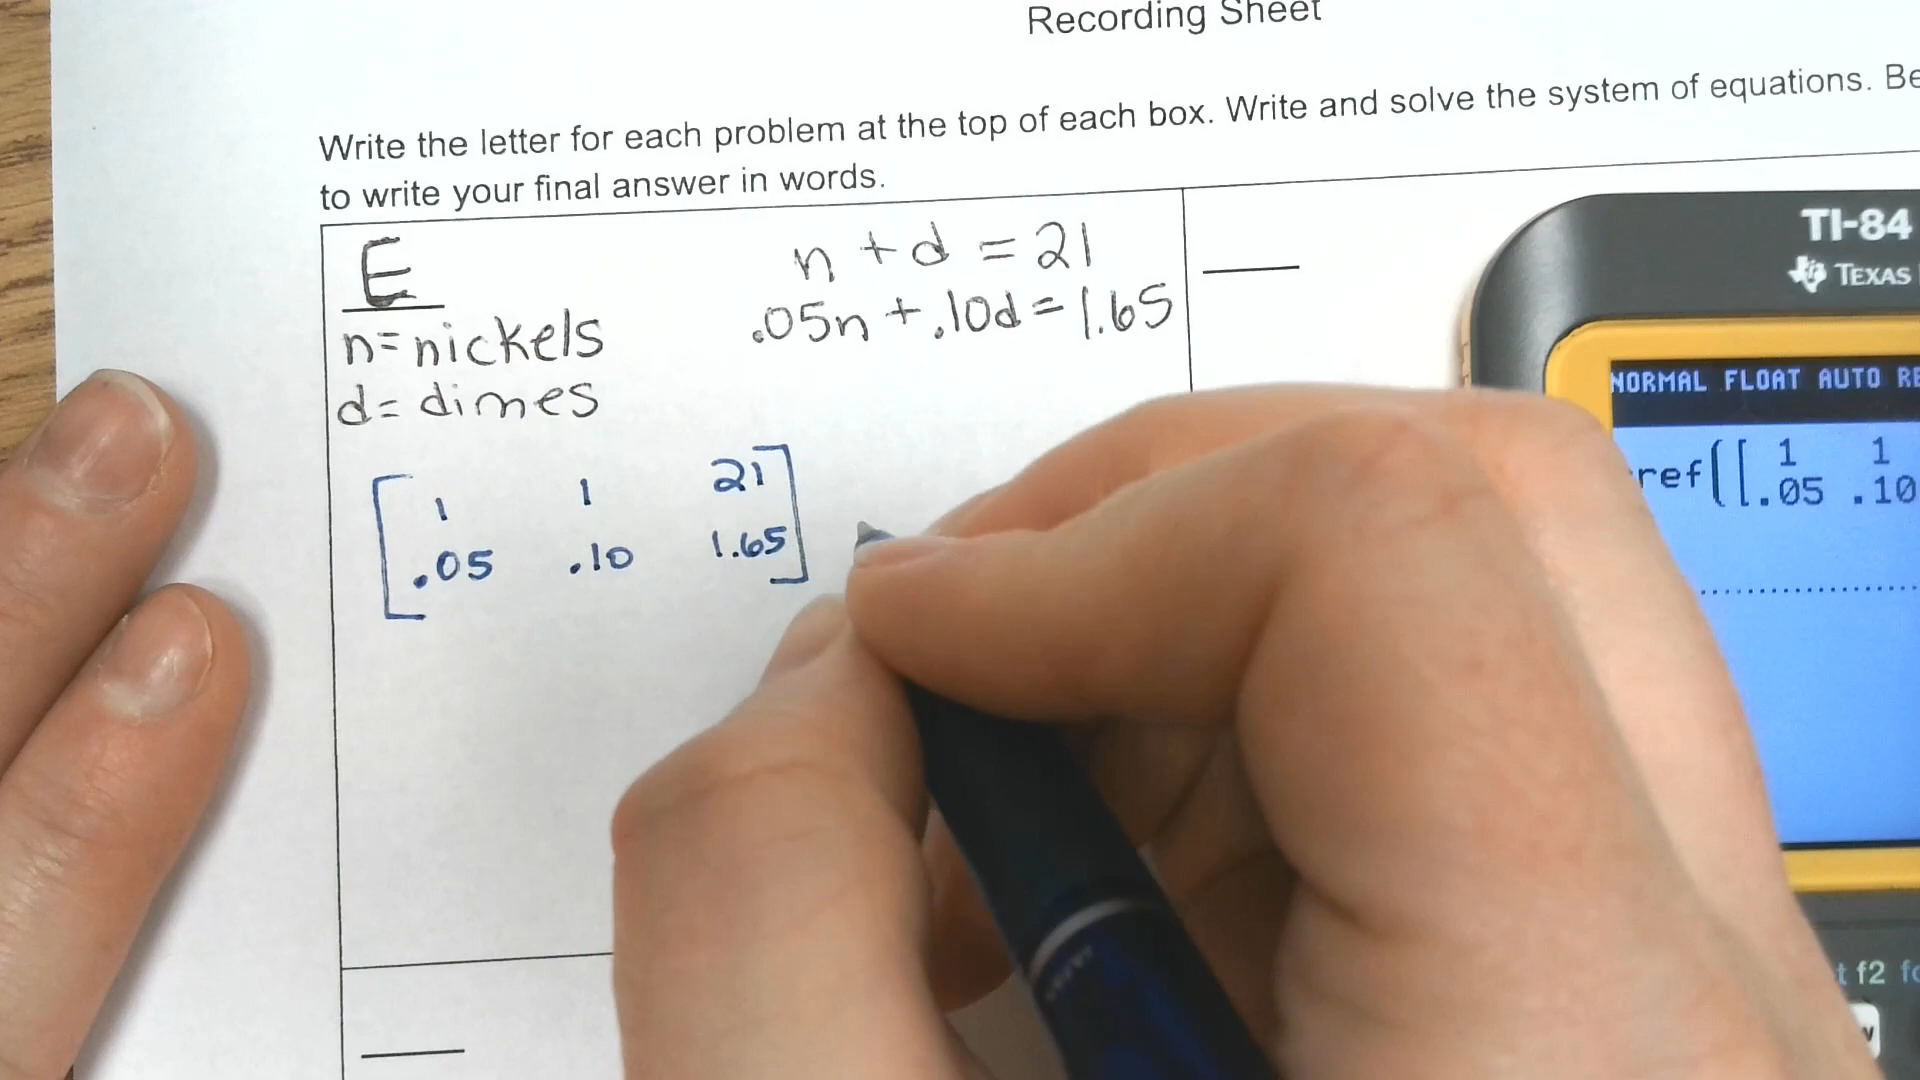 Recording Sheet
Write the letter for each problem at the top of each box. Write and solve the system of equations.
to write your final answer in words.
E
n + d = 21
.05n + .10d = 1.65
n = nickels
d = dimes
1 1 21
.05 .10 1.65
TI-84
TEXAS
NORMAL FLOAT AUTO
ref([[1 1
.05 .10
f2